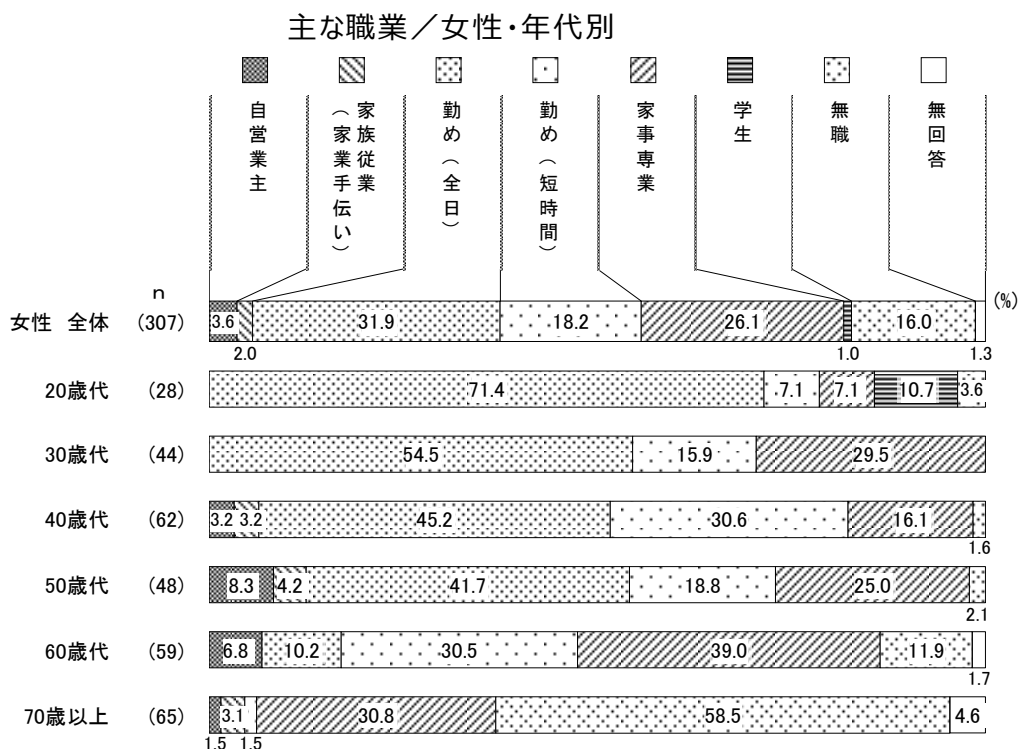 主な職業／女性・年代別
自営業主
家族従業
（家業手伝い）
勤め（全日）
勤め（短時間）
家事専業
学生
無職
無回答
n
(%)
女性 全体 (307) 3.6 31.9 18.2 26.1 16.0
2.0 1.0 1.3
20歳代 (28) 71.4 7.1 7.1 10.7 3.6
30歳代 (44) 54.5 15.9 29.5
40歳代 (62) 3.2 3.2 45.2 30.6 16.1
1.6
50歳代 (48) 8.3 4.2 41.7 18.8 25.0
2.1
60歳代 (59) 6.8 10.2 30.5 39.0 11.9
1.7
70歳以上 (65) 3.1 30.8 58.5 4.6
1.5 1.5